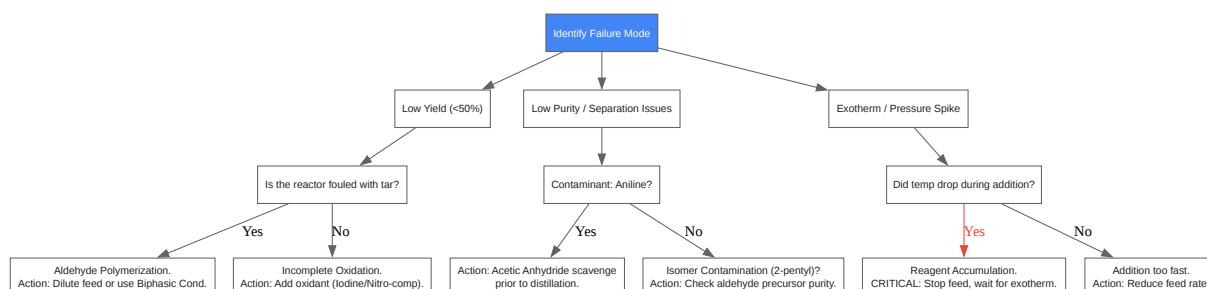 Identify Failure Mode
Low Yield (<50%)
Low Purity / Separation Issues
Exotherm / Pressure Spike
Is the reactor fouled with tar?
Contaminant: Aniline?
Did temp drop during addition?
Yes
No
Yes
No
Yes
No
Aldehyde Polymerization.
Action: Dilute feed or use Biphasic Cond.
Incomplete Oxidation.
Action: Add oxidant (Iodine/Nitro-comp).
Action: Acetic Anhydride scavenge
prior to distillation.
Isomer Contamination (2-pentyl)?
Action: Check aldehyde precursor purity.
Reagent Accumulation.
CRITICAL: Stop feed, wait for exotherm.
Addition too fast.
Action: Reduce feed rate